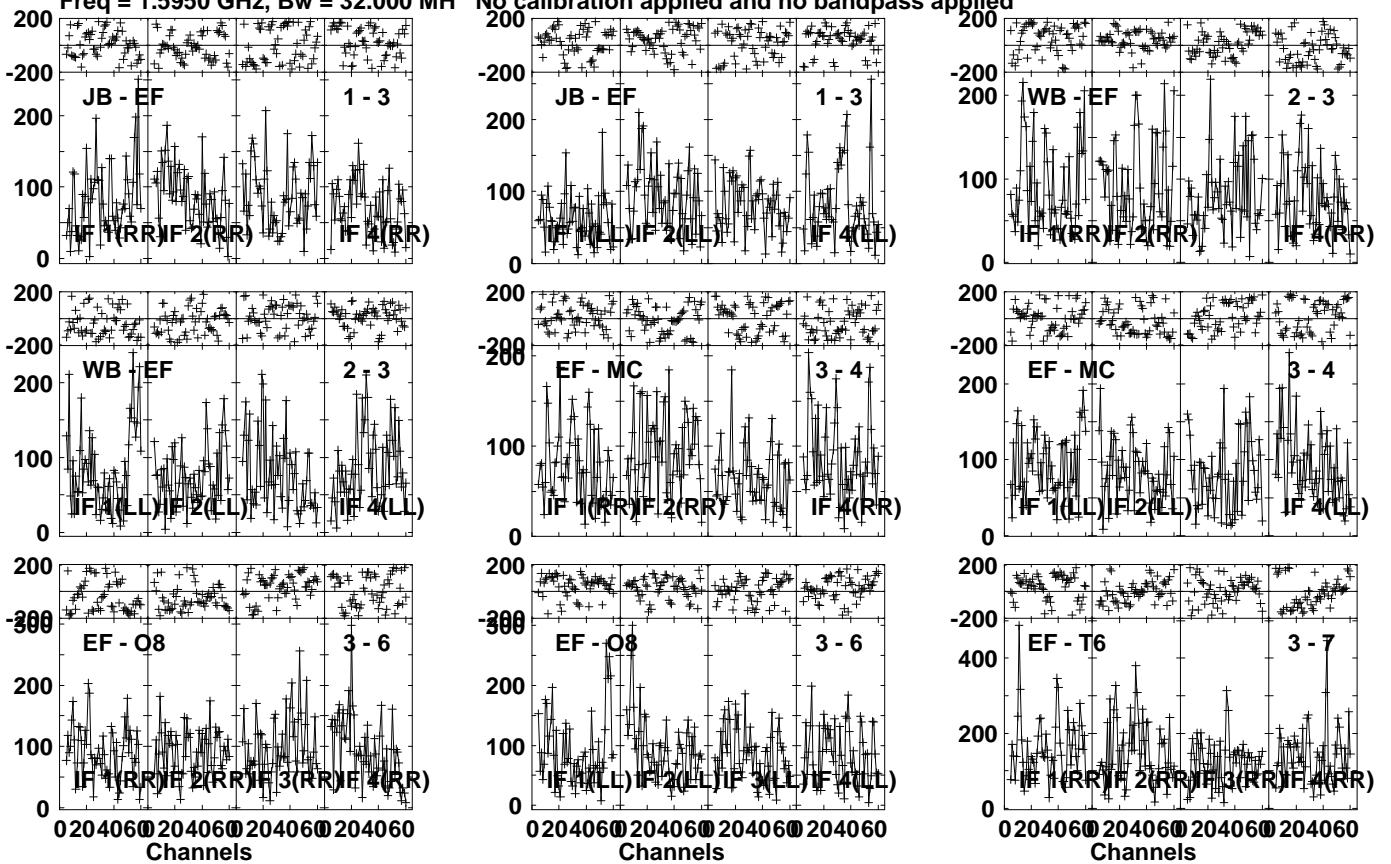 Freq = 1.5950 GHz, Bw = 32.000 MH No calibration applied and no bandpass applied
200 200 200
-200 -200
JB - EF 1 - 3 JB - EF 1 - 3 WB - EF 2 - 3
200 200 200
100 100 100
IF 1(RR) IF 2(RR) IF 4(RR) IF 1(LL) IF 2(LL) IF 4(LL) IF 1(RR) IF 2(RR) IF 4(RR)
0 0 0
200 200 200
-200 -200 -200
WB - EF 2 - 3 EF - MC 3 - 4 EF - MC 3 - 4
200 200 200
100 100 100
IF 1(LL) IF 2(LL) IF 4(LL) IF 1(RR) IF 2(RR) IF 4(RR) IF 1(LL) IF 2(LL) IF 4(LL)
0 0 0
200 200 200
-200 -200 -200
300 300
EF - O8 3 - 6 EF - O8 3 - 6 EF - T6 3 - 7
200 200 400
100 100 200
IF 1(RR) IF 2(RR) IF 3(RR) IF 4(RR) IF 1(LL) IF 2(LL) IF 3(LL) IF 4(LL) IF 1(RR) IF 2(RR) IF 3(RR) IF 4(RR)
0 0 0
0 20 40 60 0 20 40 60 0 20 40 60 0 20 40 60 0 20 40 60 0 20 40 60 0 20 40 60 0 20 40 60 0 20 40 60 0 20 40 60 0 20 40 60 0 20 40 60
Channels Channels Channels